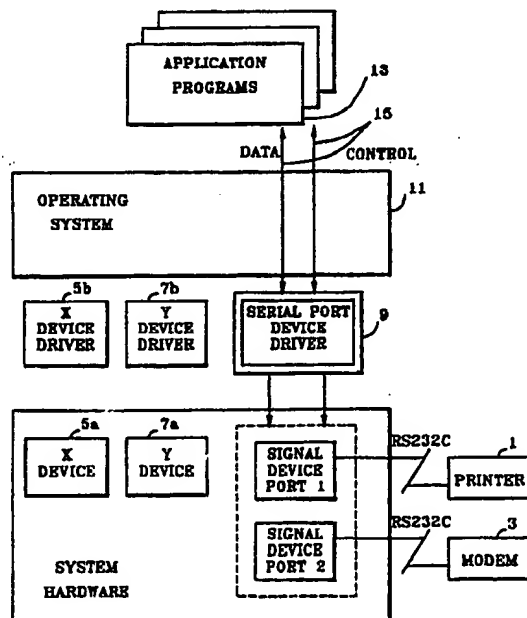 APPLICATION
PROGRAMS
13
15
DATA
CONTROL
OPERATING
SYSTEM
11
5b
X
DEVICE
DRIVER
7b
Y
DEVICE
DRIVER
SERIAL PORT
DEVICE
DRIVER
9
5a
X
DEVICE
7a
Y
DEVICE
SIGNAL
DEVICE
PORT 1
RS232C
1
PRINTER
SIGNAL
DEVICE
PORT 2
RS232C
3
MODEM
SYSTEM
HARDWARE